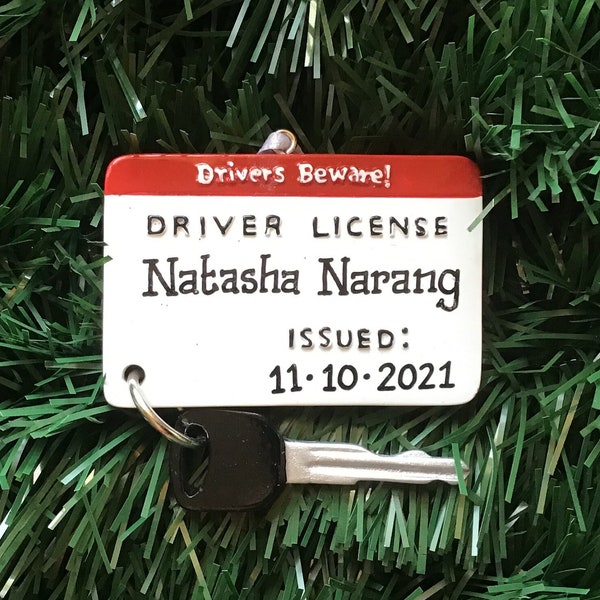 Drivers Beware!
DRIVER LICENSE
Natasha Narang
ISSUED:
11·10·2021